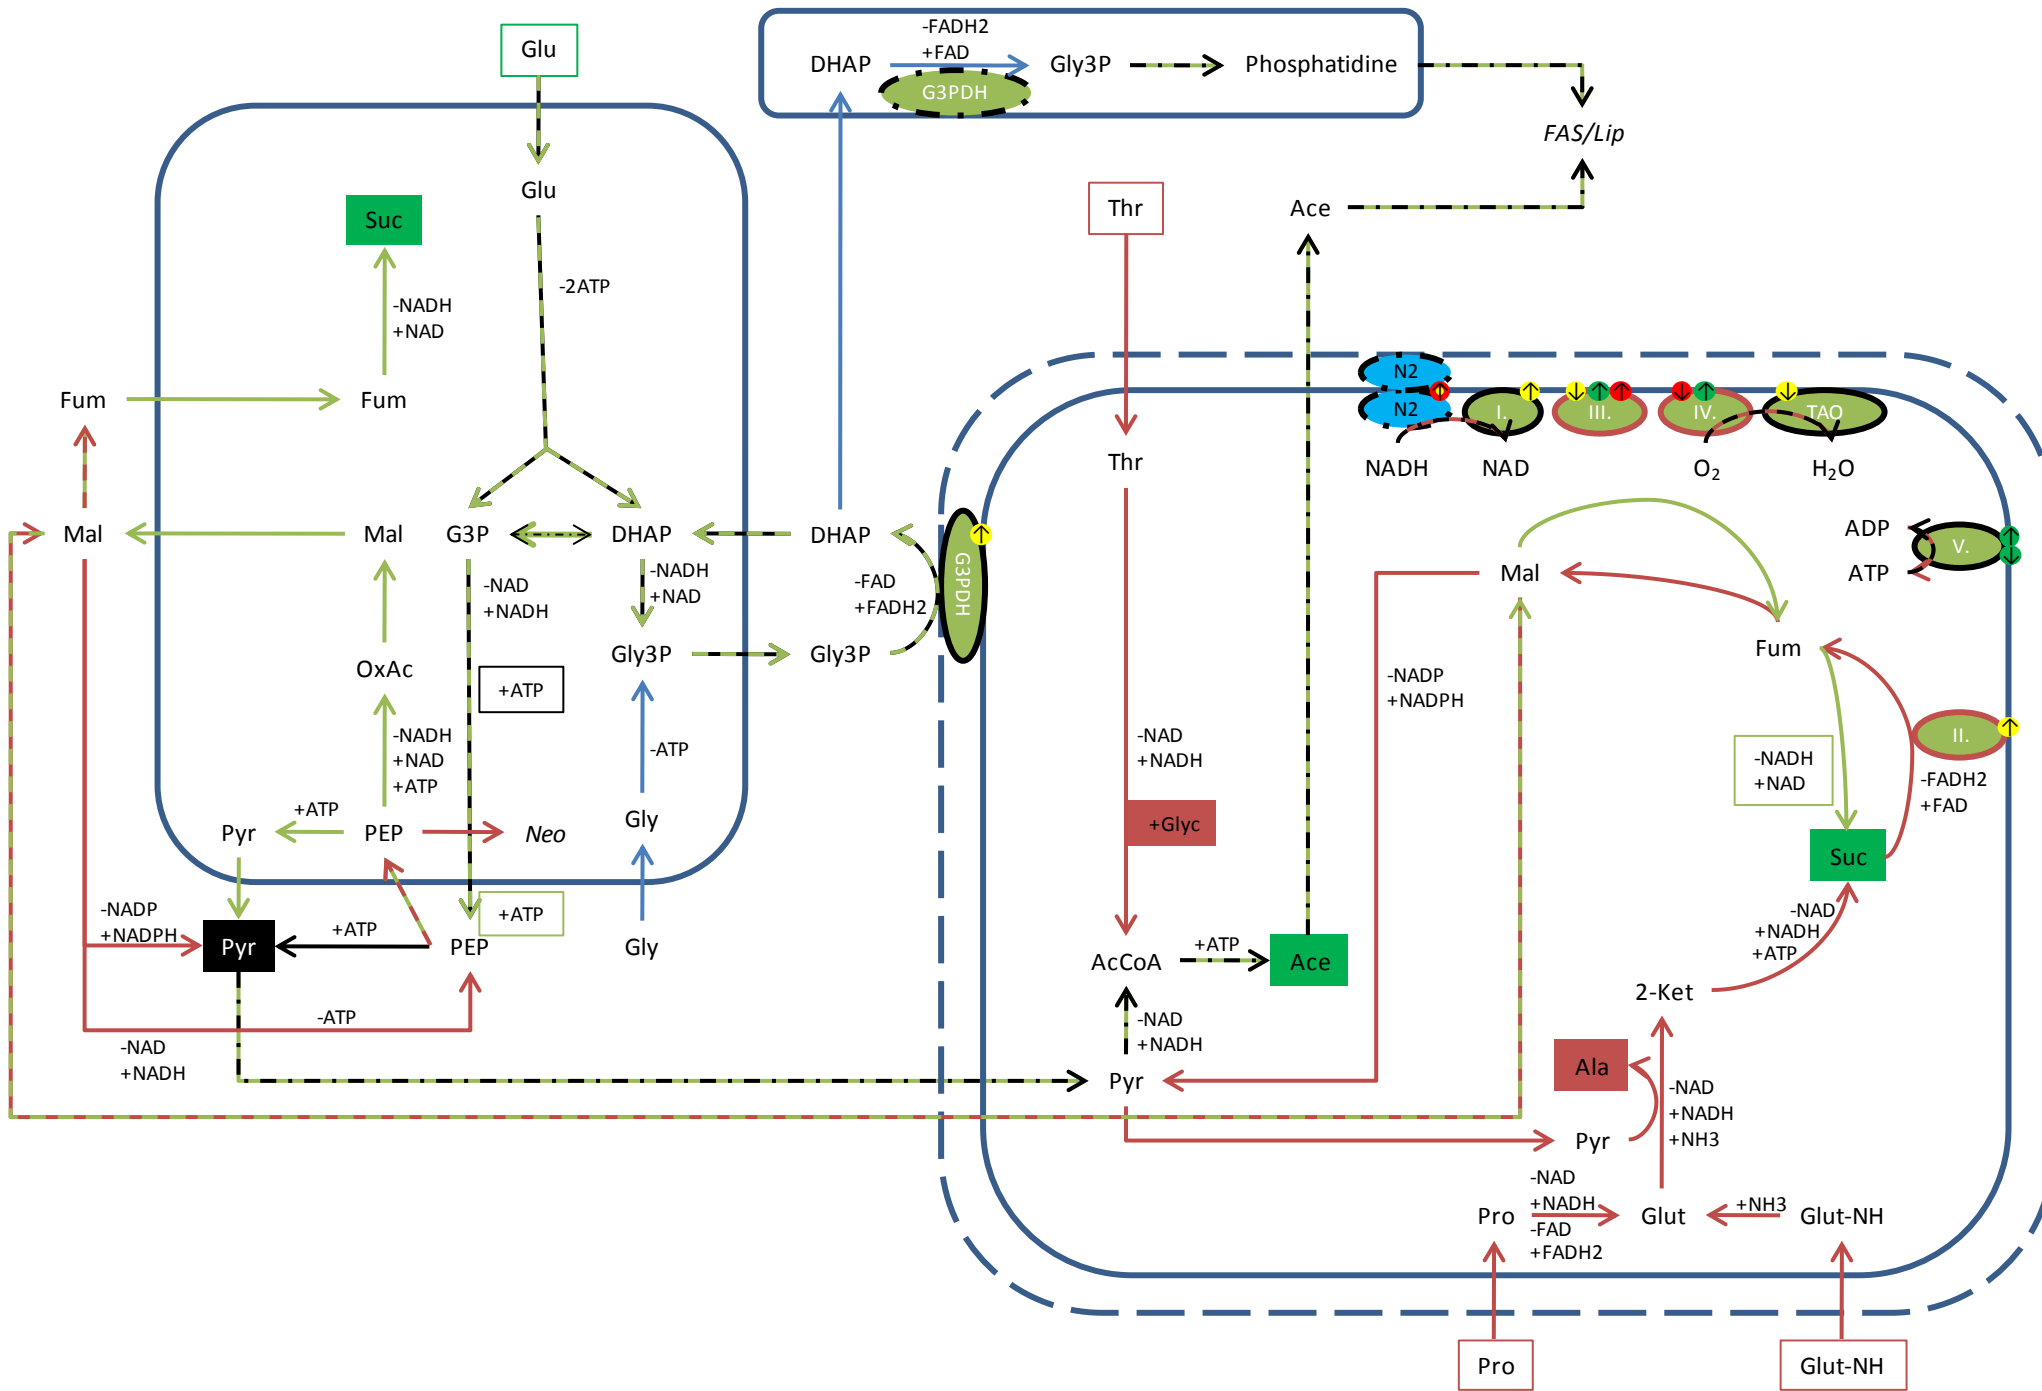 Glu
-FADH2
+FAD
DHAP
Gly3P
Phosphatidine
G3PDH
FAS/Lip
Glu
Suc
Thr
Ace
-2ATP
-NADH
+NAD
Fum
Fum
N2
N2
I.
III.
IV.
TAO
NADH
NAD
O2
H2O
Thr
Mal
Mal
G3P
DHAP
DHAP
G3PDH
ADP
V.
ATP
-NAD
+NADH
-NADH
+NAD
-FAD
+FADH2
Mal
OxAc
Gly3P
Gly3P
Fum
+ATP
-NADP
+NADPH
-NADH
+NAD
+ATP
-ATP
-NAD
+NADH
-NADH
+NAD
II.
-FADH2
+FAD
+ATP
Pyr
PEP
Neo
Gly
+Glyc
Suc
-NADP
+NADPH
+ATP
+ATP
Pyr
PEP
Gly
AcCoA
+ATP
Ace
-NAD
+NADH
+ATP
2-Ket
-ATP
-NAD
+NADH
-NAD
+NADH
Pyr
Ala
-NAD
+NADH
+NH3
Pyr
-NAD
+NADH
-FAD
+FADH2
Pro
Glut
+NH3
Glut-NH
Pro
Glut-NH